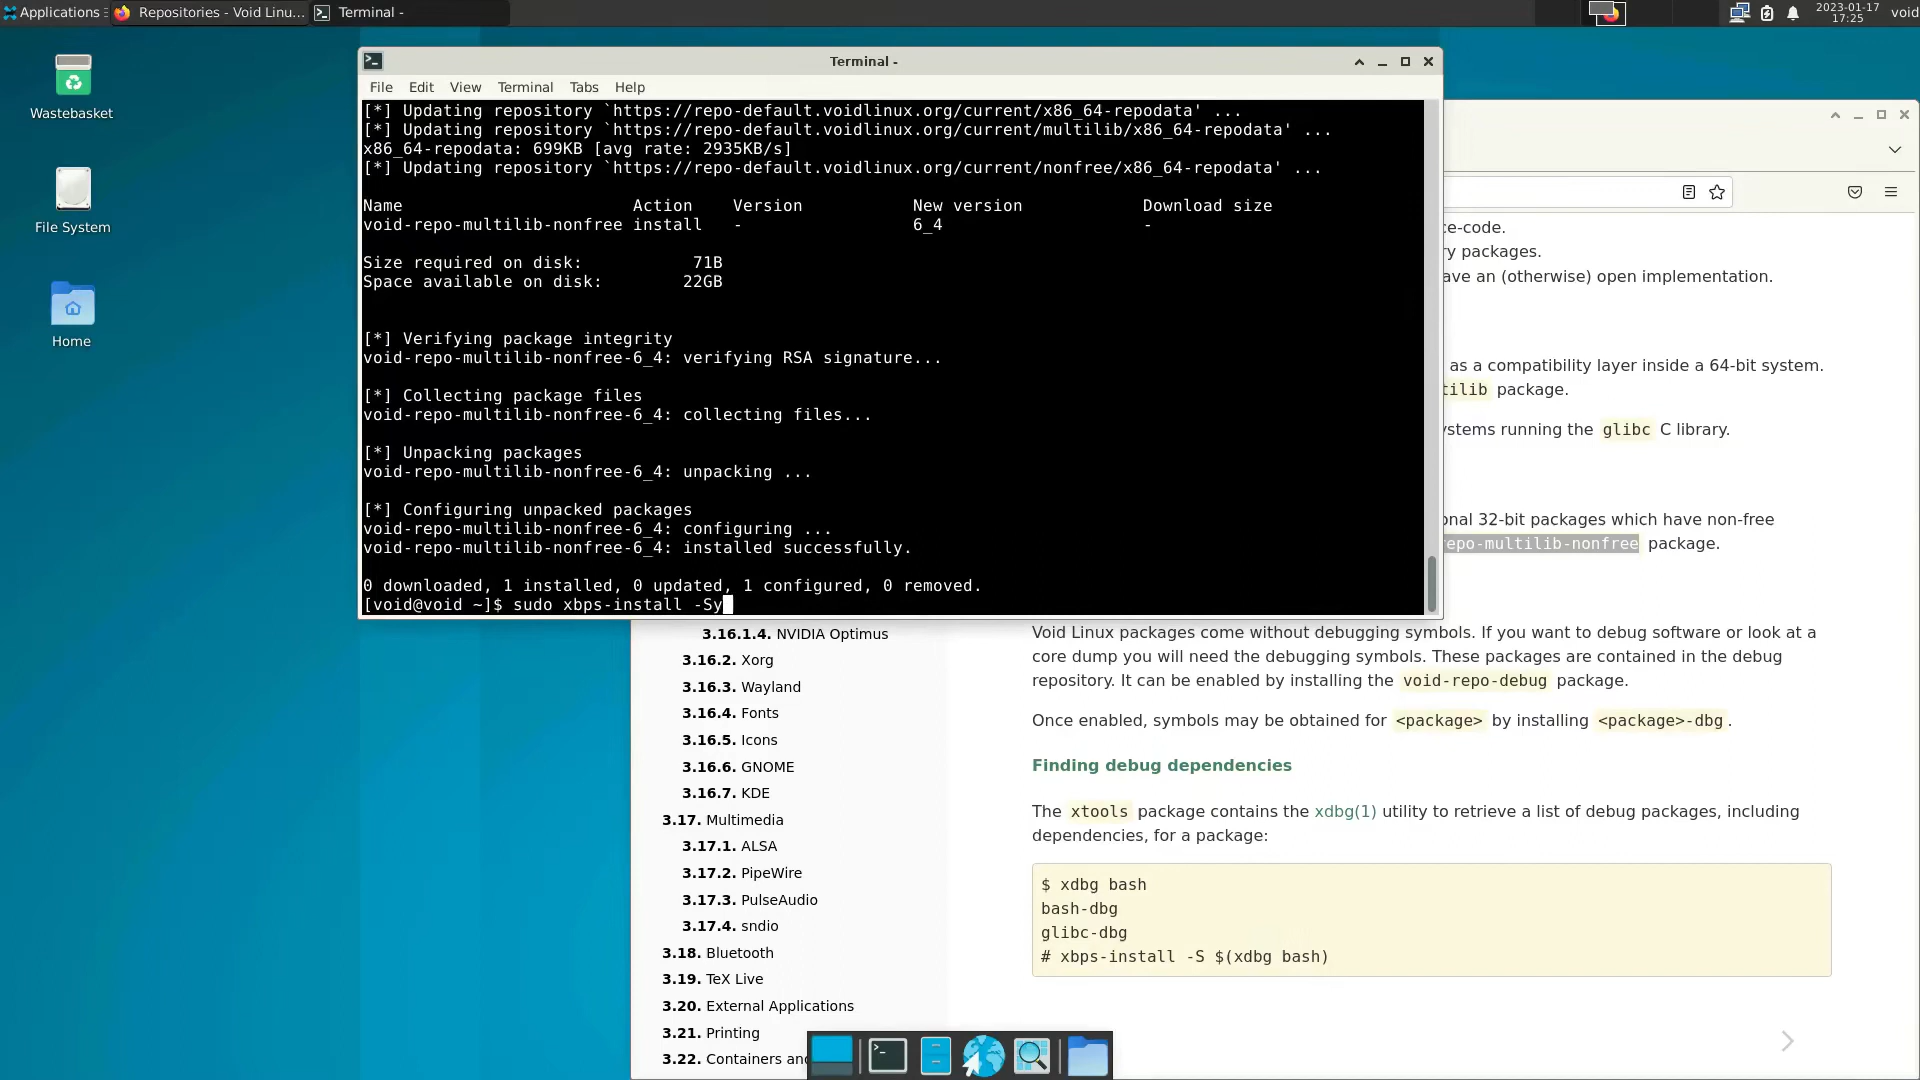 Applications
Repositories - Void Linu...
Terminal -
2023-01-17
17:25
void
Wastebasket
File System
Home
Terminal -
File Edit View Terminal Tabs Help
[*] Updating repository `https://repo-default.voidlinux.org/current/x86_64-repodata' ...
[*] Updating repository `https://repo-default.voidlinux.org/current/multilib/x86_64-repodata' ...
x86_64-repodata: 699KB [avg rate: 2935KB/s]
[*] Updating repository `https://repo-default.voidlinux.org/current/nonfree/x86_64-repodata' ...
Name Action Version New version Download size
void-repo-multilib-nonfree install - 6_4 -
Size required on disk: 71B
Space available on disk: 22GB
[*] Verifying package integrity
void-repo-multilib-nonfree-6_4: verifying RSA signature...
[*] Collecting package files
void-repo-multilib-nonfree-6_4: collecting files...
[*] Unpacking packages
void-repo-multilib-nonfree-6_4: unpacking ...
[*] Configuring unpacked packages
void-repo-multilib-nonfree-6_4: configuring ...
void-repo-multilib-nonfree-6_4: installed successfully.
0 downloaded, 1 installed, 0 updated, 1 configured, 0 removed.
[void@void ~]$ sudo xbps-install -Sy
ce-code.
ry packages.
ave an (otherwise) open implementation.
as a compatibility layer inside a 64-bit system.
tilib package.
ystems running the glibc C library.
onal 32-bit packages which have non-free
repo-multilib-nonfree package.
3.16.1.4. NVIDIA Optimus
3.16.2. Xorg
3.16.3. Wayland
3.16.4. Fonts
3.16.5. Icons
3.16.6. GNOME
3.16.7. KDE
3.17. Multimedia
3.17.1. ALSA
3.17.2. PipeWire
3.17.3. PulseAudio
3.17.4. sndio
3.18. Bluetooth
3.19. TeX Live
3.20. External Applications
3.21. Printing
3.22. Containers an
Void Linux packages come without debugging symbols. If you want to debug software or look at a
core dump you will need the debugging symbols. These packages are contained in the debug
repository. It can be enabled by installing the void-repo-debug package.
Once enabled, symbols may be obtained for <package> by installing <package>-dbg.
Finding debug dependencies
The xtools package contains the xdbg(1) utility to retrieve a list of debug packages, including
dependencies, for a package:
$ xdbg bash
bash-dbg
glibc-dbg
# xbps-install -S $(xdbg bash)